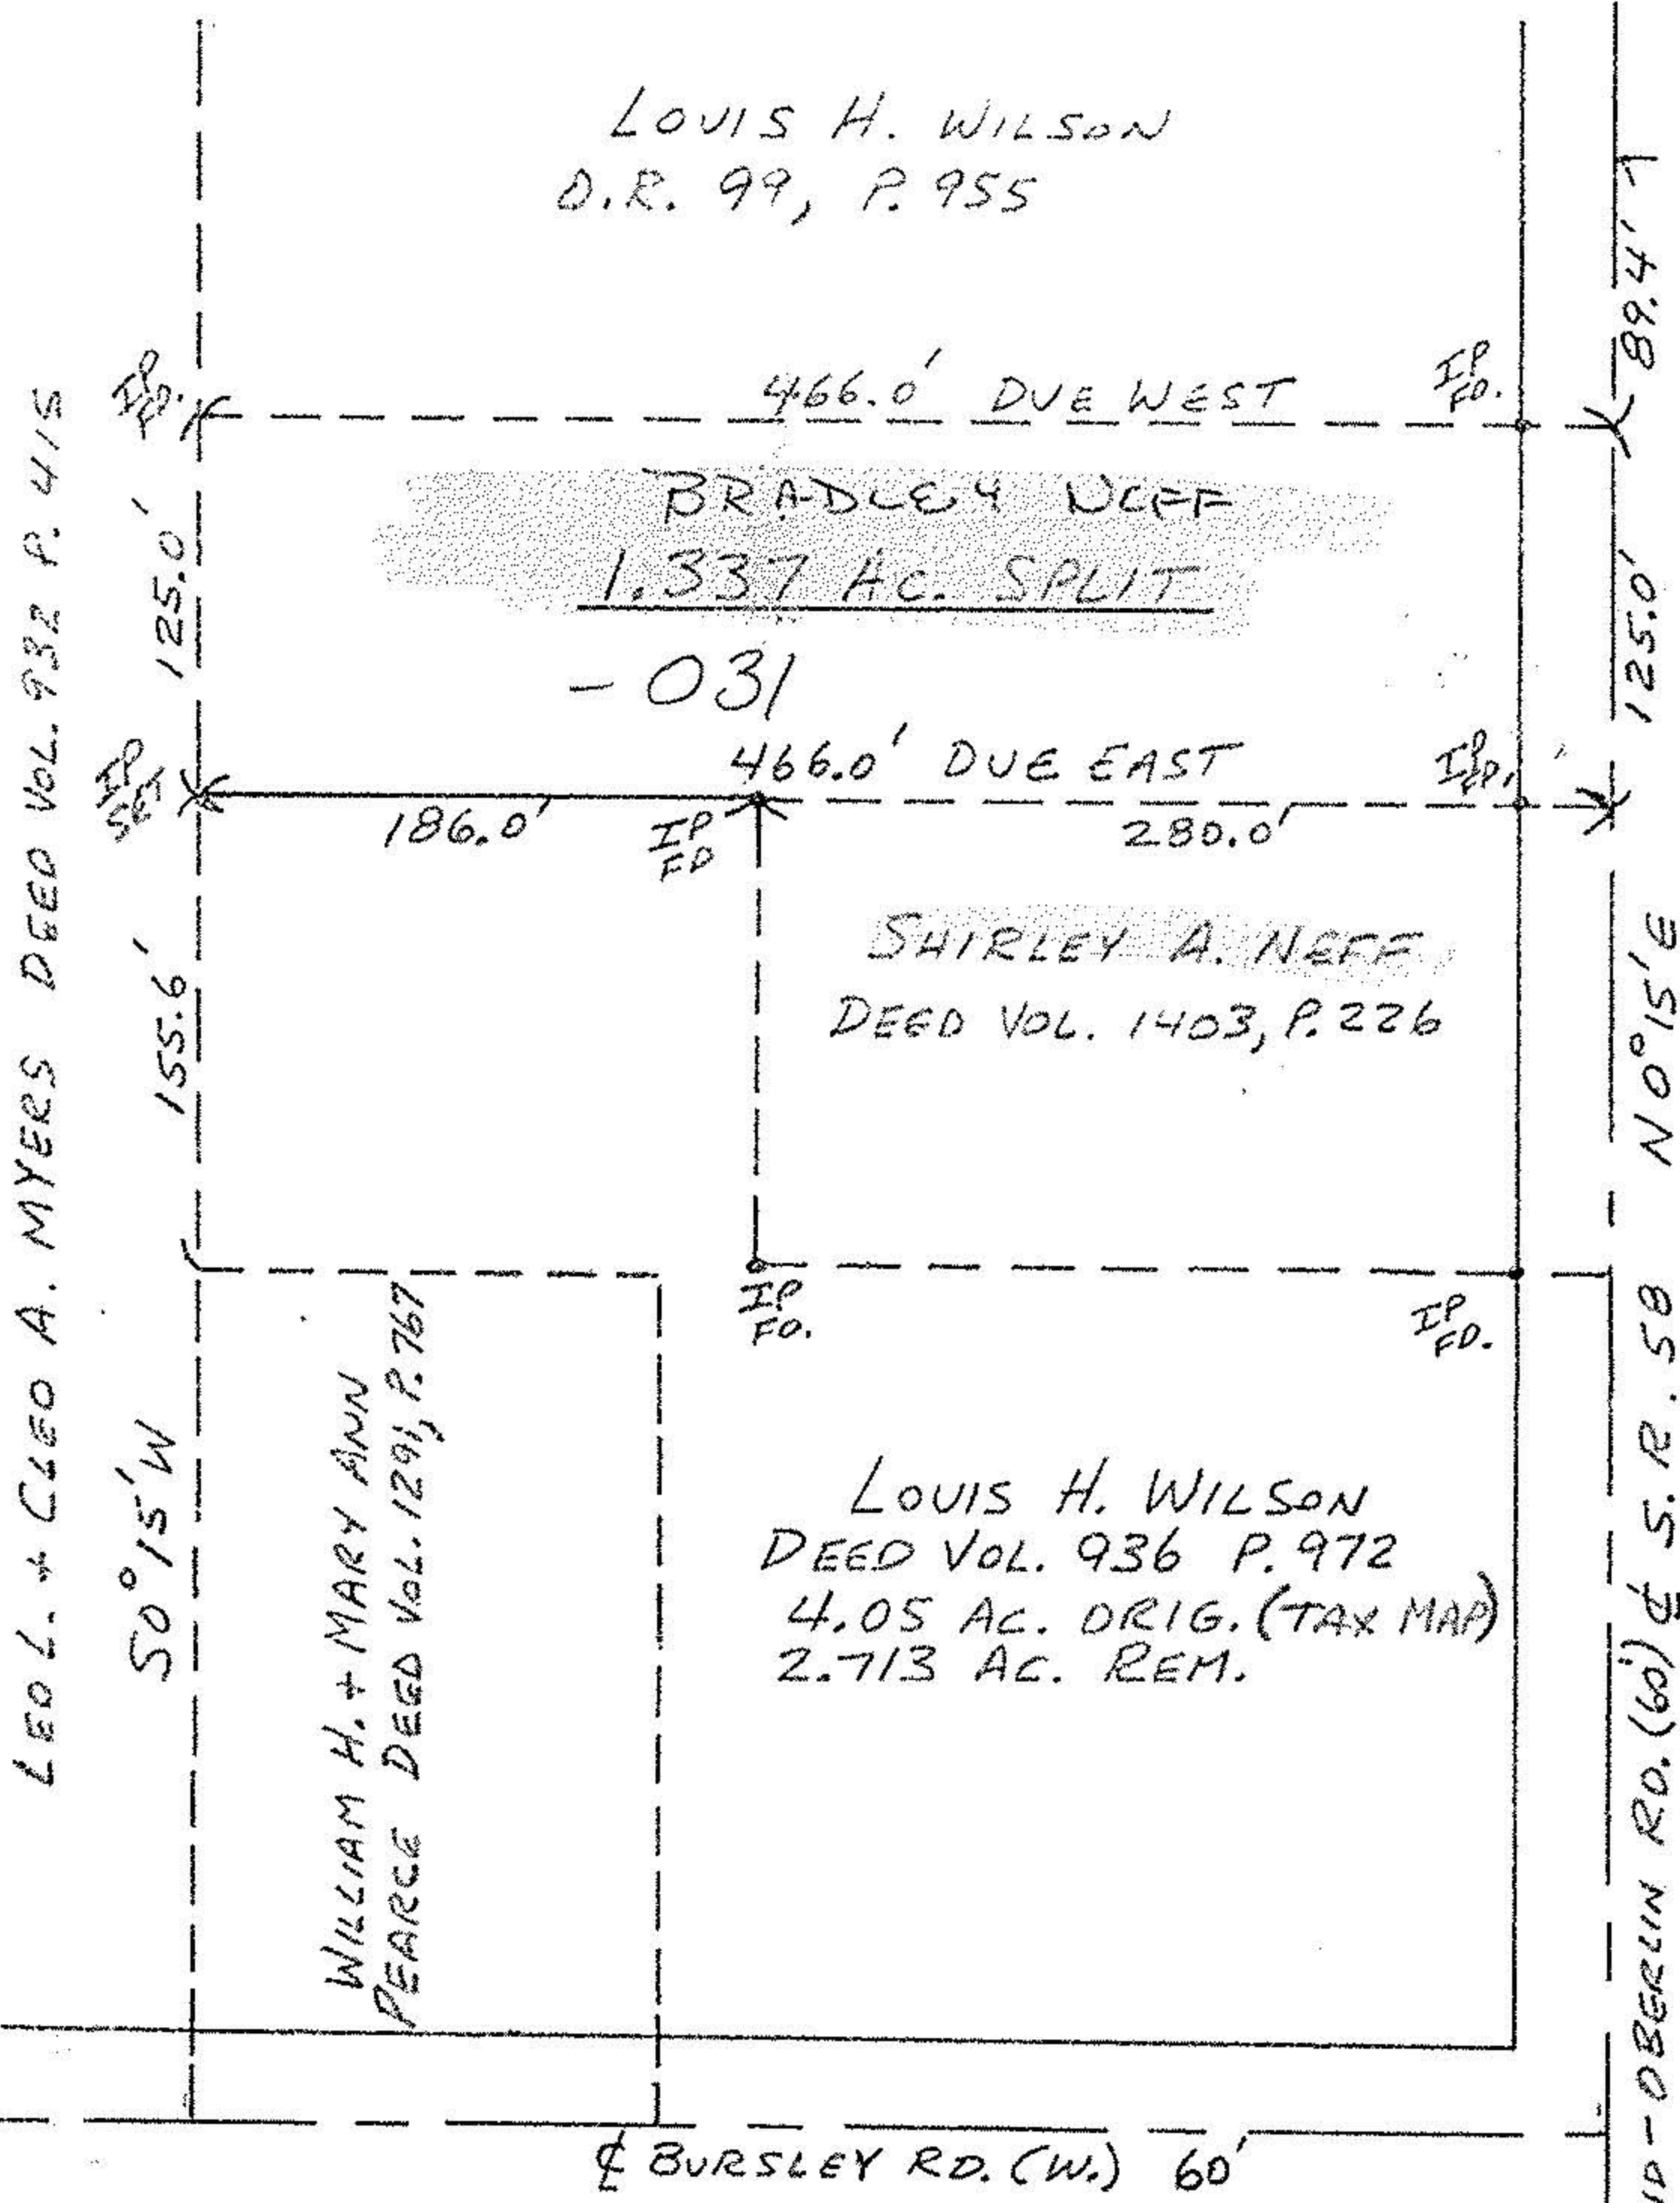 LOUIS H. WILSON
D.R. 99, P. 955
89.4'
IP
FD.
466.0' DUE WEST
IP
FD.
BRADLEY NEFF
1.337 AC. SPLIT
125.0'
125.0'
-031
IP
SET
466.0' DUE EAST
IP
FD.
186.0'
IP
FD
280.0'
SHIRLEY A. NEFF
DEED VOL. 1403, P. 226
155.6'
N 0° 15' E
IP
FD.
IP
FD.
LEO L. + CLEO A. MYERS DEED VOL. 932 P. 415
S 0° 15' W
WILLIAM H. + MARY ANN
PEARCE DEED VOL. 1291, P. 767
LOUIS H. WILSON
DEED VOL. 936 P. 972
4.05 AC. ORIG. (TAX MAP)
2.713 AC. REM.
-OBERLIN RD. (60') ℄ S.R. 58
℄ BURSLEY RD. (W.) 60'